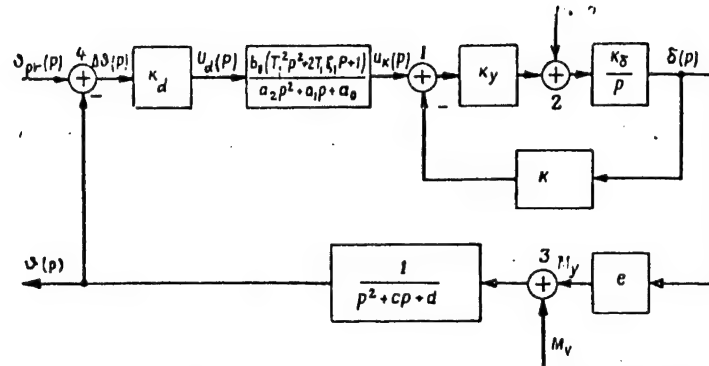 4
1
ϑpr(p)
Δϑ(p)
−
κd
Ud(p)
b0(T1²p²+2T1ξ1p+1)
a2p²+a1p+a0
uκ(p)
−
κy
2
κδ
p
δ(p)
κ
ϑ(p)
1
p²+cp+d
3
My
e
Mv